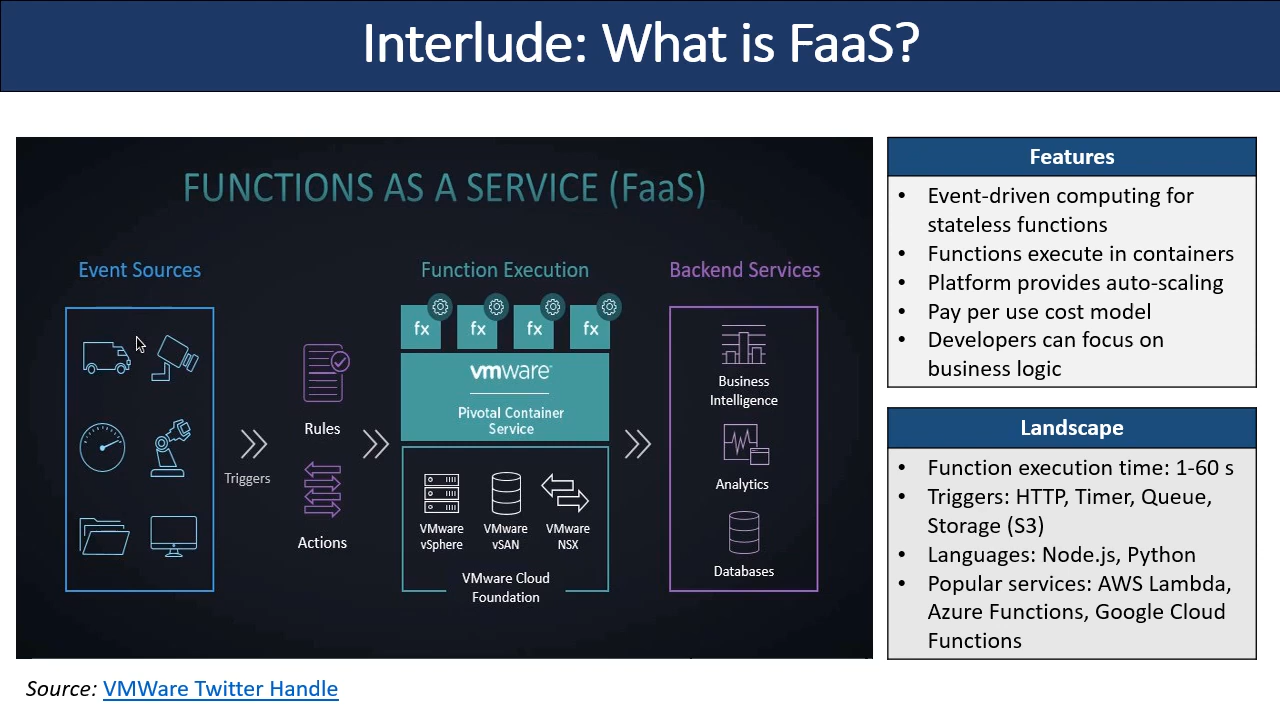 Interlude: What is FaaS?
FUNCTIONS AS A SERVICE (FaaS)
Event Sources
Triggers
Rules
Actions
Function Execution
fx fx fx fx
vmware
Pivotal Container
Service
VMware
vSphere
VMware
vSAN
VMware
NSX
VMware Cloud
Foundation
Backend Services
Business
Intelligence
Analytics
Databases
Features
• Event-driven computing for
stateless functions
• Functions execute in containers
• Platform provides auto-scaling
• Pay per use cost model
• Developers can focus on
business logic
Landscape
• Function execution time: 1-60 s
• Triggers: HTTP, Timer, Queue,
Storage (S3)
• Languages: Node.js, Python
• Popular services: AWS Lambda,
Azure Functions, Google Cloud
Functions
Source: VMWare Twitter Handle